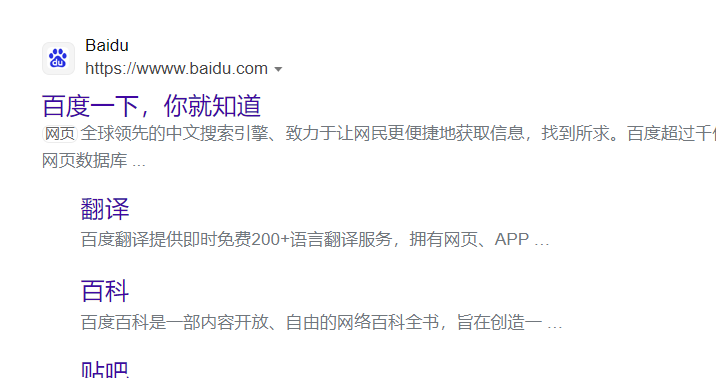 Baidu
https://wwww.baidu.com
百度一下，你就知道
网页 全球领先的中文搜索引擎、致力于让网民更便捷地获取信息，找到所求。百度超过千
网页数据库 ...
翻译
百度翻译提供即时免费200+语言翻译服务，拥有网页、APP ...
百科
百度百科是一部内容开放、自由的网络百科全书，旨在创造一 ...
贴吧